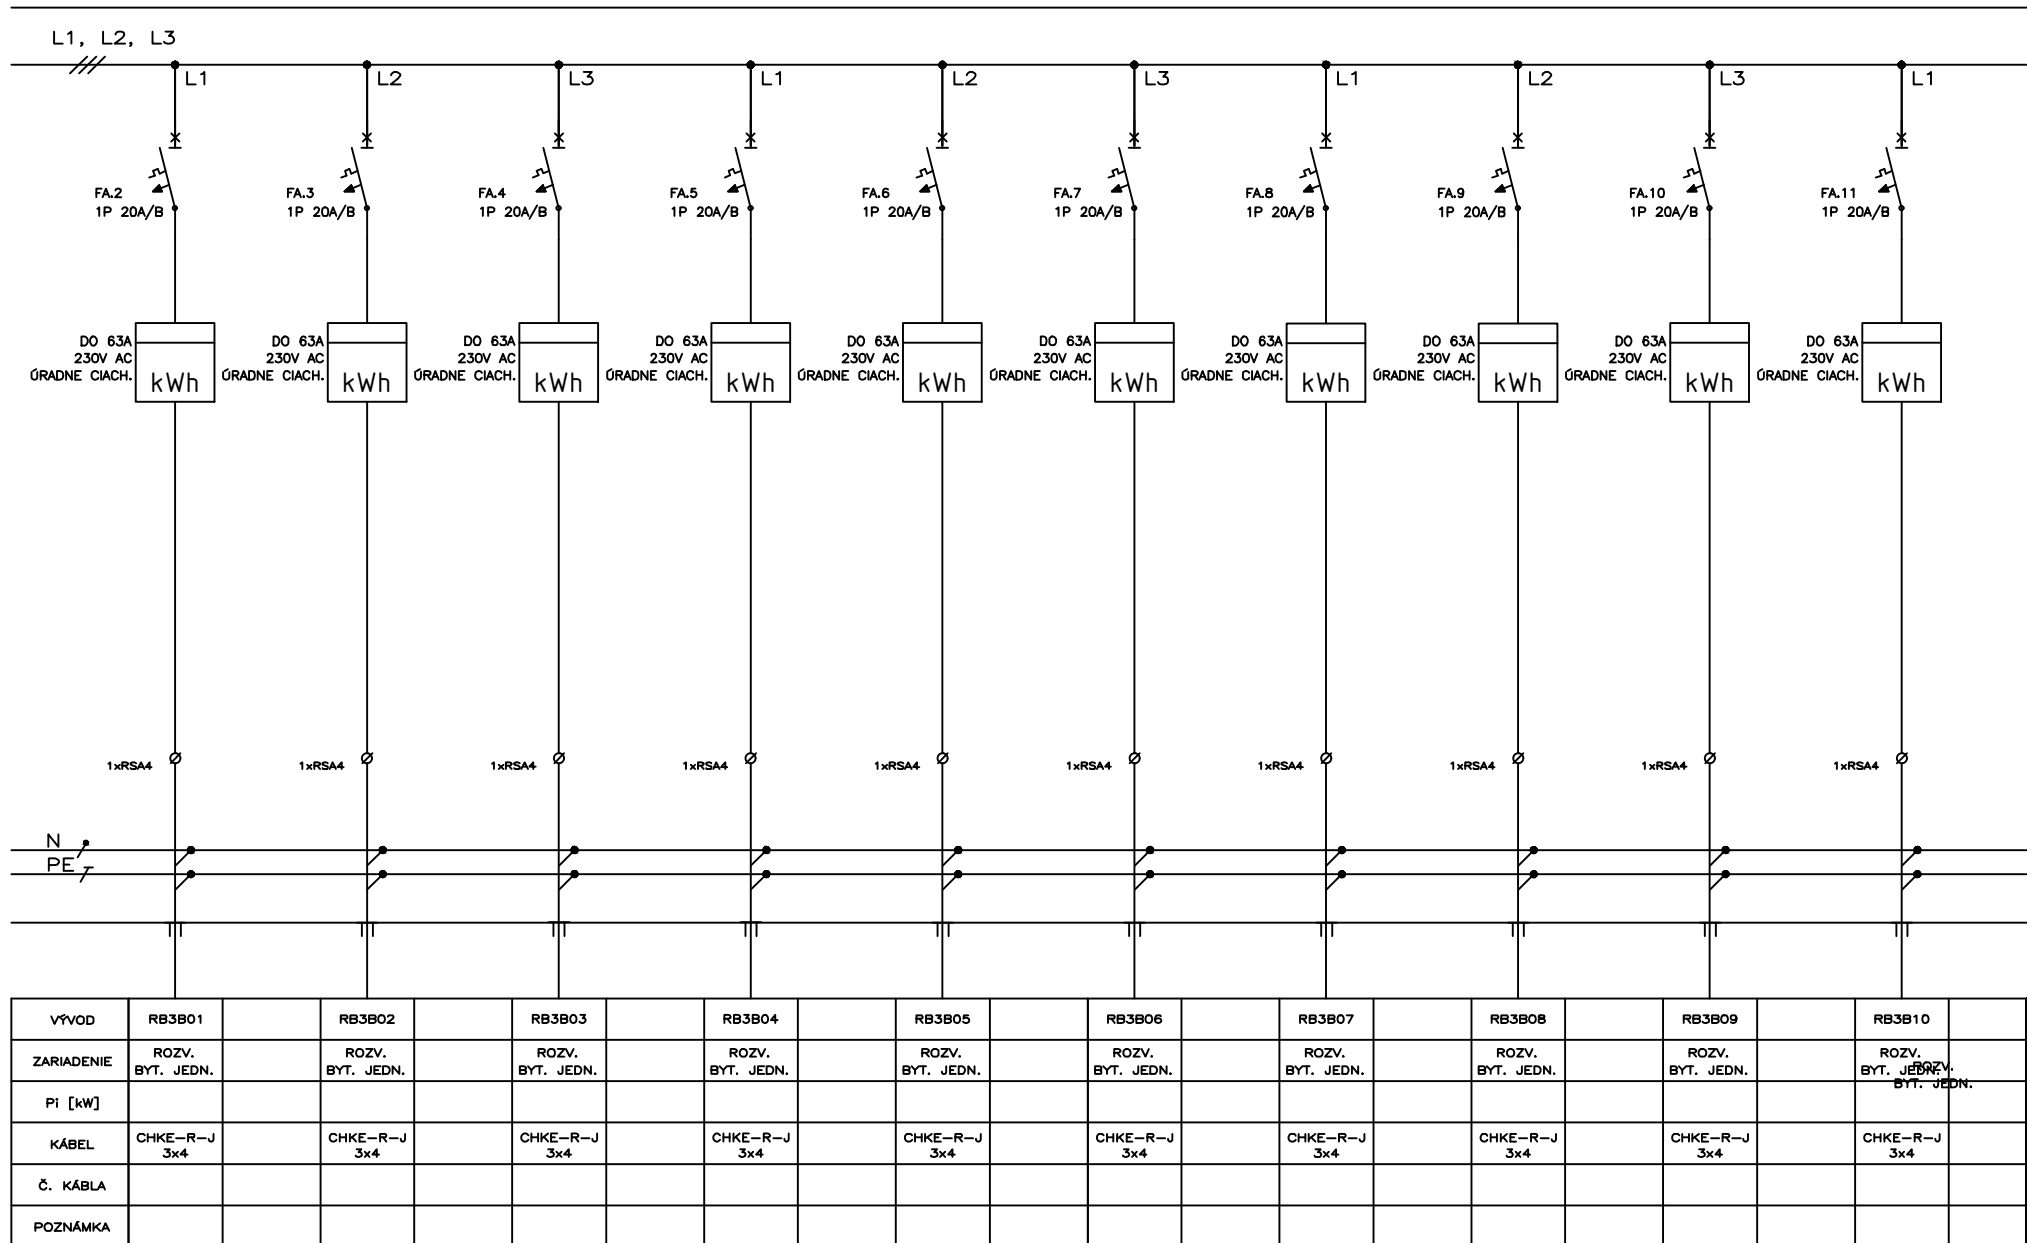 L1, L2, L3
L1 L2 L3 L1 L2 L3 L1 L2 L3 L1
FA.2 FA.3 FA.4 FA.5 FA.6 FA.7 FA.8 FA.9 FA.10 FA.11
1P 20A/B 1P 20A/B 1P 20A/B 1P 20A/B 1P 20A/B 1P 20A/B 1P 20A/B 1P 20A/B 1P 20A/B 1P 20A/B
DO 63A DO 63A DO 63A DO 63A DO 63A DO 63A DO 63A DO 63A DO 63A DO 63A
230V AC 230V AC 230V AC 230V AC 230V AC 230V AC 230V AC 230V AC 230V AC 230V AC
ÚRADNE CIACH. ÚRADNE CIACH. ÚRADNE CIACH. ÚRADNE CIACH. ÚRADNE CIACH. ÚRADNE CIACH. ÚRADNE CIACH. ÚRADNE CIACH. ÚRADNE CIACH. ÚRADNE CIACH.
kWh kWh kWh kWh kWh kWh kWh kWh kWh kWh
1xRSA4 1xRSA4 1xRSA4 1xRSA4 1xRSA4 1xRSA4 1xRSA4 1xRSA4 1xRSA4 1xRSA4
N
PE
VÝVOD RB3B01 RB3B02 RB3B03 RB3B04 RB3B05 RB3B06 RB3B07 RB3B08 RB3B09 RB3B10
ZARIADENIE ROZV. ROZV. ROZV. ROZV. ROZV. ROZV. ROZV. ROZV. ROZV. ROZV.
BYT. JEDN. BYT. JEDN. BYT. JEDN. BYT. JEDN. BYT. JEDN. BYT. JEDN. BYT. JEDN. BYT. JEDN. BYT. JEDN. BYT. JEDN.
ROZV.
BYT. JEDN.
Pi [kW]
KÁBEL CHKE-R-J CHKE-R-J CHKE-R-J CHKE-R-J CHKE-R-J CHKE-R-J CHKE-R-J CHKE-R-J CHKE-R-J CHKE-R-J
3x4 3x4 3x4 3x4 3x4 3x4 3x4 3x4 3x4 3x4
Č. KÁBLA
POZNÁMKA